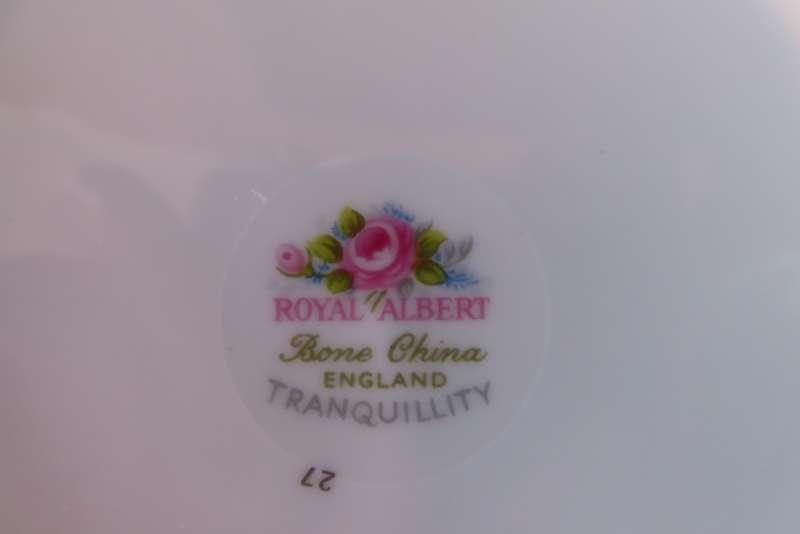 ROYAL ALBERT
Bone China
ENGLAND
TRANQUILLITY
27